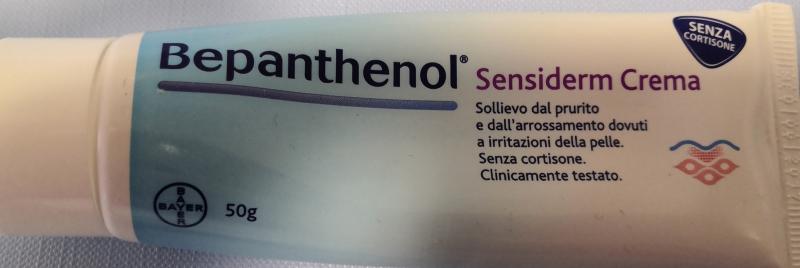 SENZA
CORTISONE
Bepanthenol® Sensiderm Crema
Sollievo dal prurito
e dall'arrossamento dovuti
a irritazioni della pelle.
Senza cortisone.
Clinicamente testato.
BAYER
BAYER
50g